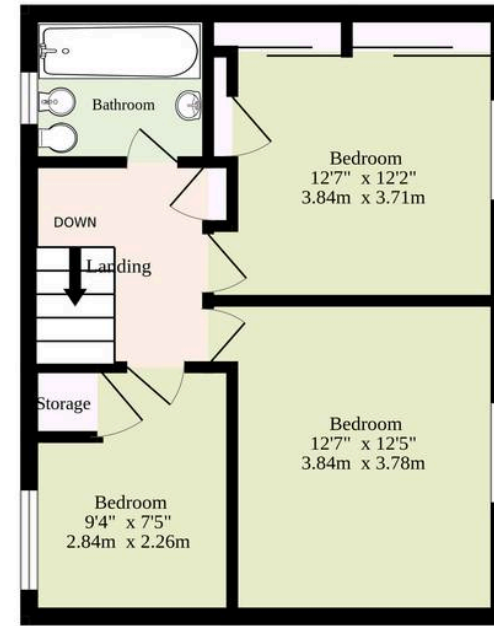 Bathroom
Bedroom
12'7" x 12'2"
3.84m x 3.71m
DOWN
Landing
Storage
Bedroom
12'7" x 12'5"
3.84m x 3.78m
Bedroom
9'4" x 7'5"
2.84m x 2.26m